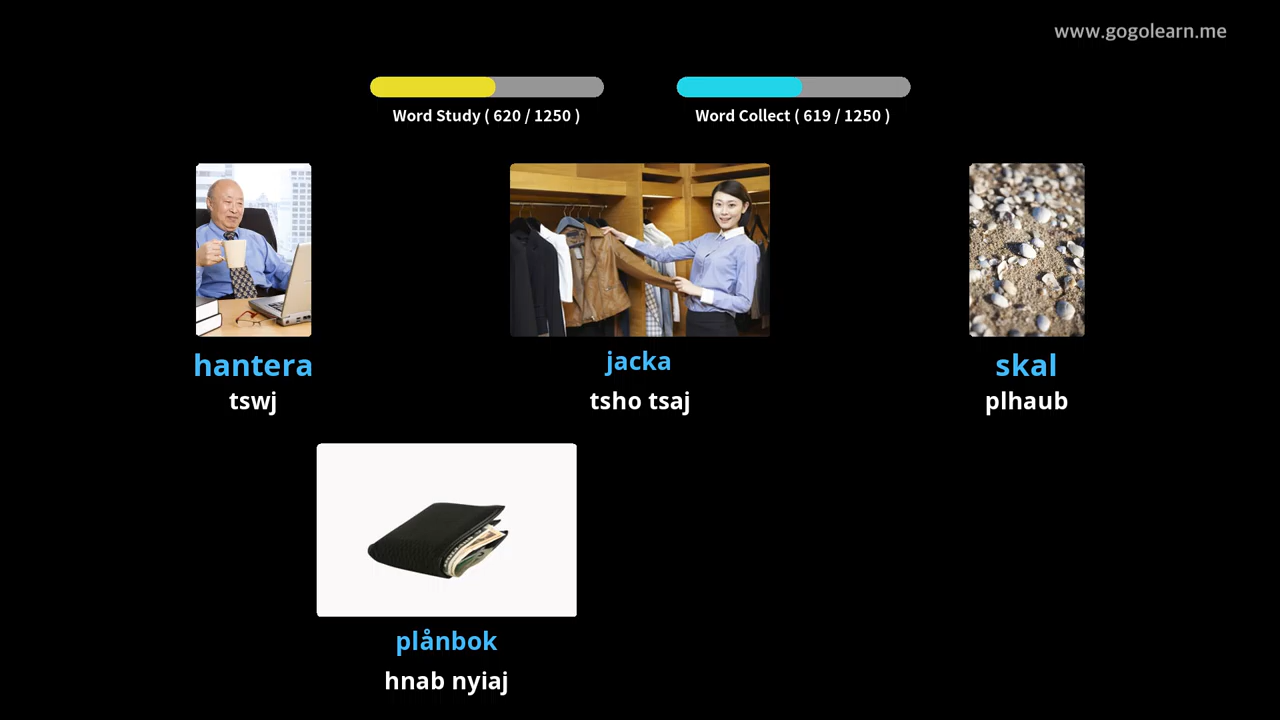 www.gogolearn.me
Word Study ( 620 / 1250 )
Word Collect ( 619 / 1250 )
hantera
tswj
jacka
tsho tsaj
skal
plhaub
plånbok
hnab nyiaj